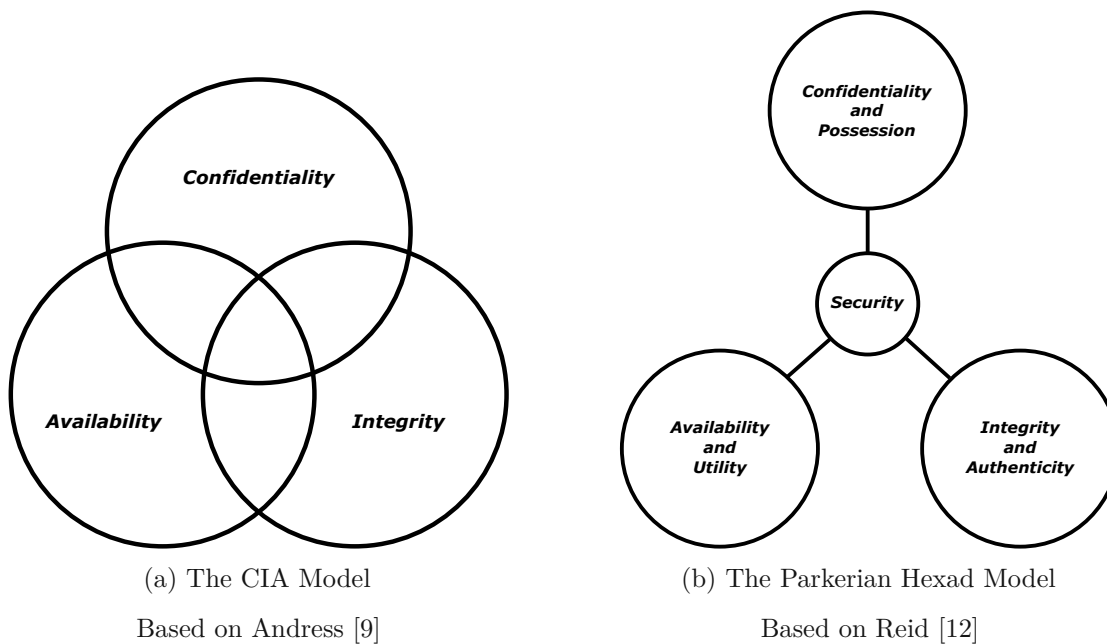 Confidentiality
Availability
Integrity
(a) The CIA Model
Based on Andress [9]
Confidentiality
and
Possession
Security
Availability
and
Utility
Integrity
and
Authenticity
(b) The Parkerian Hexad Model
Based on Reid [12]